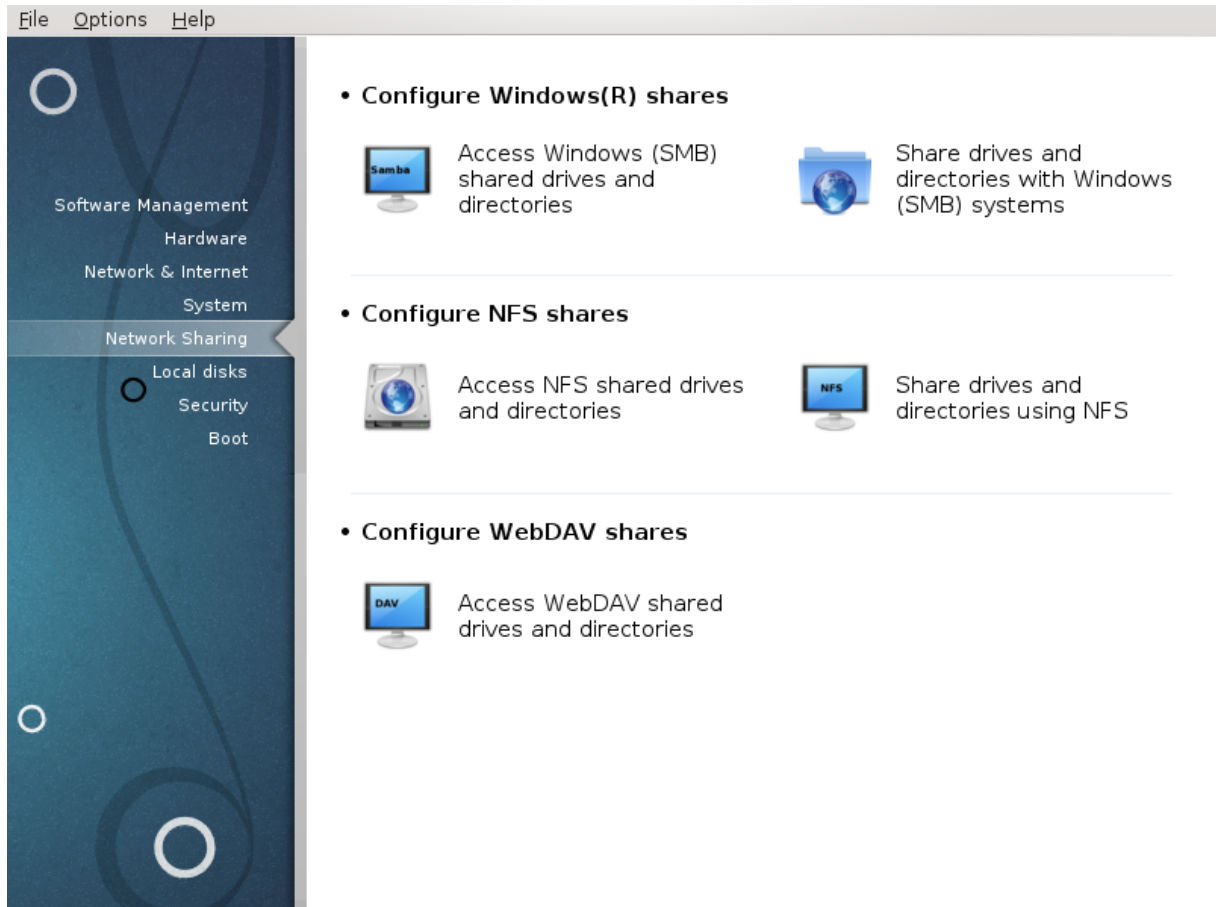 File Options Help
Software Management
Hardware
Network & Internet
System
Network Sharing
Local disks
Security
Boot
• Configure Windows(R) shares
Samba
Access Windows (SMB)
shared drives and
directories
Share drives and
directories with Windows
(SMB) systems
• Configure NFS shares
Access NFS shared drives
and directories
NFS
Share drives and
directories using NFS
• Configure WebDAV shares
DAV
Access WebDAV shared
drives and directories